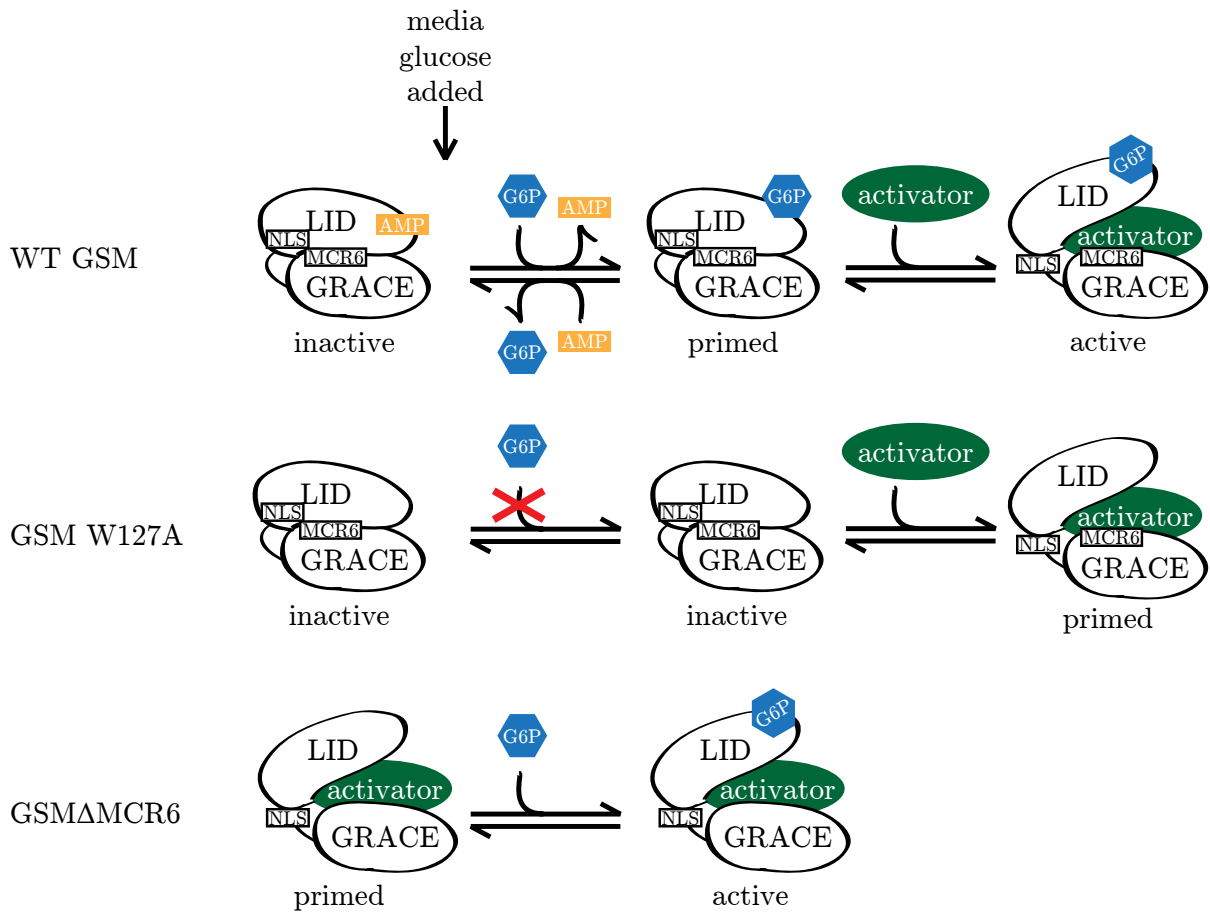 media
glucose
added
WT GSM
LID
NLS
AMP
MCR6
GRACE
inactive
G6P
AMP
G6P
AMP
LID
G6P
NLS
MCR6
GRACE
primed
activator
G6P
LID
activator
NLS
MCR6
GRACE
active
GSM W127A
LID
NLS
MCR6
GRACE
inactive
G6P
LID
NLS
MCR6
GRACE
inactive
activator
LID
activator
NLS
MCR6
GRACE
primed
GSMΔMCR6
LID
activator
NLS
GRACE
primed
G6P
G6P
LID
activator
NLS
GRACE
active